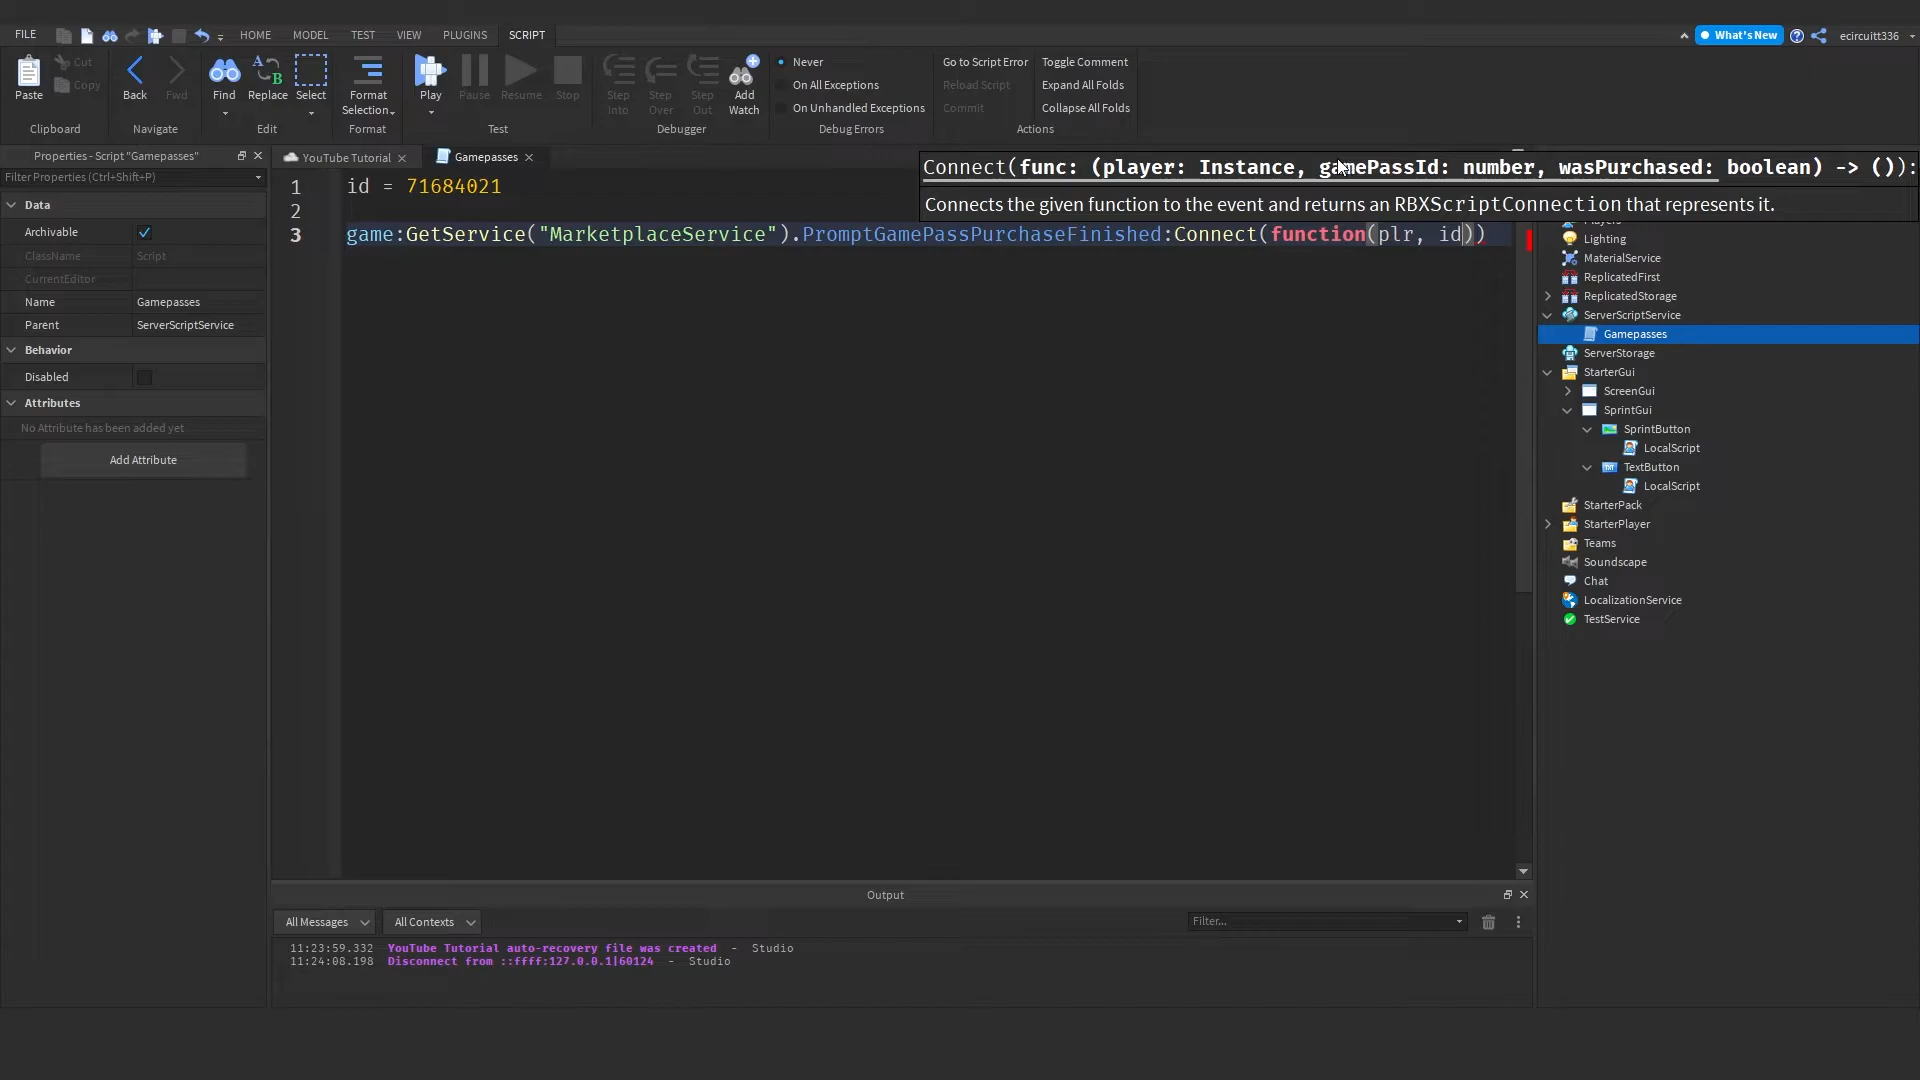 FILE
HOME
MODEL
TEST
VIEW
PLUGINS
SCRIPT
What's New
ecircuitt336
Paste
Cut
Copy
Clipboard
Back
Fwd
Navigate
Find
Replace
Select
Edit
Format
Selection
Format
Play
Pause
Resume
Stop
Test
Step
Into
Step
Over
Step
Out
Add
Watch
Debugger
Never
On All Exceptions
On Unhandled Exceptions
Debug Errors
Go to Script Error
Reload Script
Commit
Toggle Comment
Expand All Folds
Collapse All Folds
Actions
Properties - Script "Gamepasses"
Filter Properties (Ctrl+Shift+P)
Data
Archivable
ClassName Script
CurrentEditor
Name Gamepasses
Parent ServerScriptService
Behavior
Disabled
Attributes
No Attribute has been added yet
Add Attribute
YouTube Tutorial
Gamepasses
1 id = 71684021
2
3 game:GetService("MarketplaceService").PromptGamePassPurchaseFinished:Connect(function(plr, id))
Connect(func: (player: Instance, gamePassId: number, wasPurchased: boolean) -> ()):
Connects the given function to the event and returns an RBXScriptConnection that represents it.
Lighting
MaterialService
ReplicatedFirst
ReplicatedStorage
ServerScriptService
Gamepasses
ServerStorage
StarterGui
ScreenGui
SprintGui
SprintButton
LocalScript
TextButton
LocalScript
StarterPack
StarterPlayer
Teams
Soundscape
Chat
LocalizationService
TestService
Output
All Messages
All Contexts
Filter...
11:23:59.332 YouTube Tutorial auto-recovery file was created - Studio
11:24:08.198 Disconnect from ::ffff:127.0.0.1|60124 - Studio